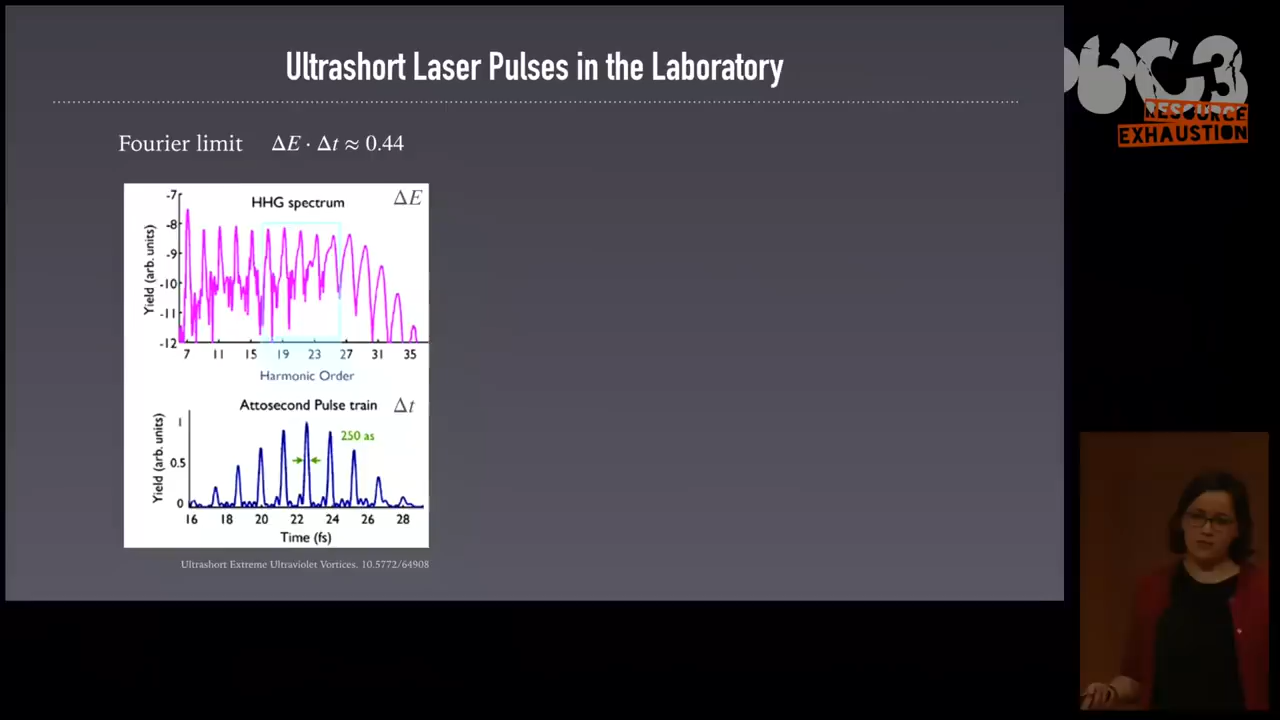 Ultrashort Laser Pulses in the Laboratory
Fourier limit ΔE · Δt ≈ 0.44
HHG spectrum
ΔE
Yield (arb. units)
-7
-8
-9
-10
-11
-12
7 11 15 19 23 27 31 35
Harmonic Order
Attosecond Pulse train
Δt
250 as
Yield (arb. units)
1
0.5
0
16 18 20 22 24 26 28
Time (fs)
Ultrashort Extreme Ultraviolet Vortices. 10.5772/64908
RESOURCE
EXHAUSTION